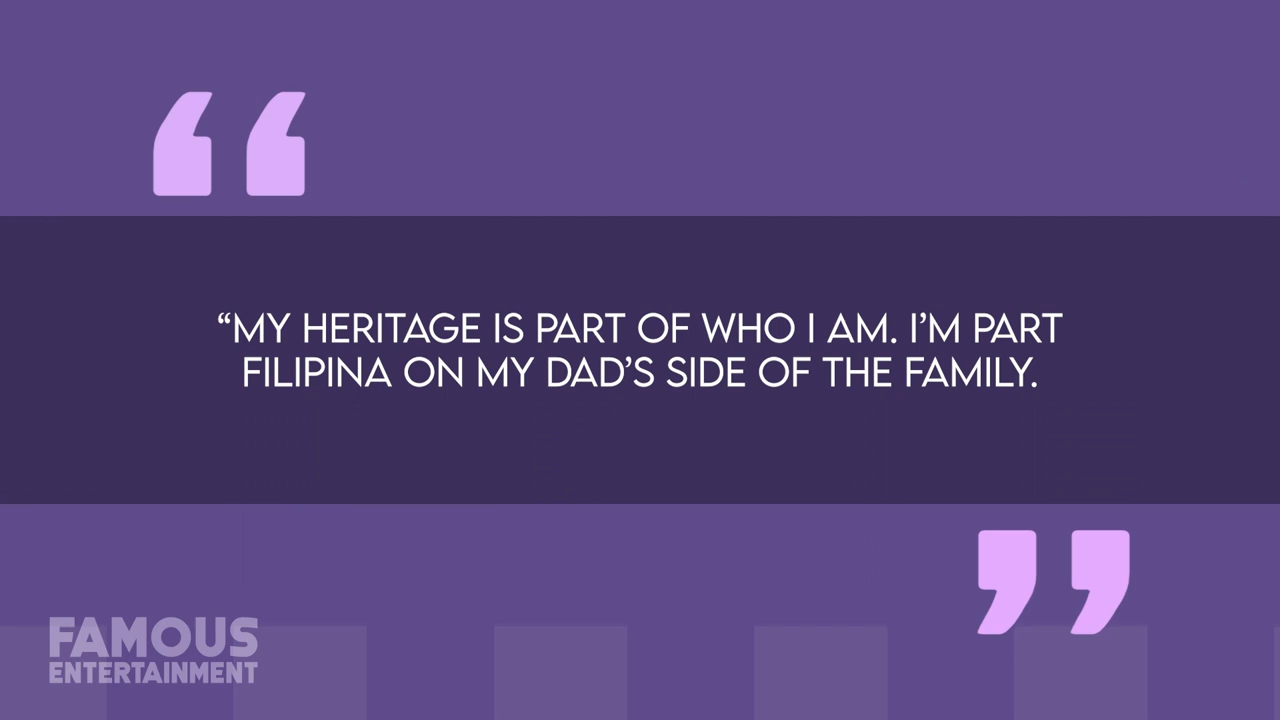 “MY HERITAGE IS PART OF WHO I AM. I’M PART
FILIPINA ON MY DAD’S SIDE OF THE FAMILY.
FAMOUS
ENTERTAINMENT